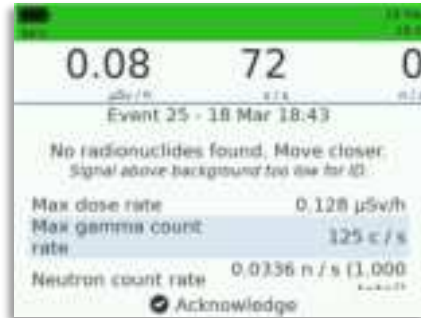 0.08 72 0
µSv/h c/s n/s
Event 25 - 18 Mar 18:43
No radionuclides found. Move closer.
Signal above background too low for ID.
Max dose rate 0.128 µSv/h
Max gamma count rate 125 c / s
Neutron count rate 0.0336 n / s (1,000
Acknowledge